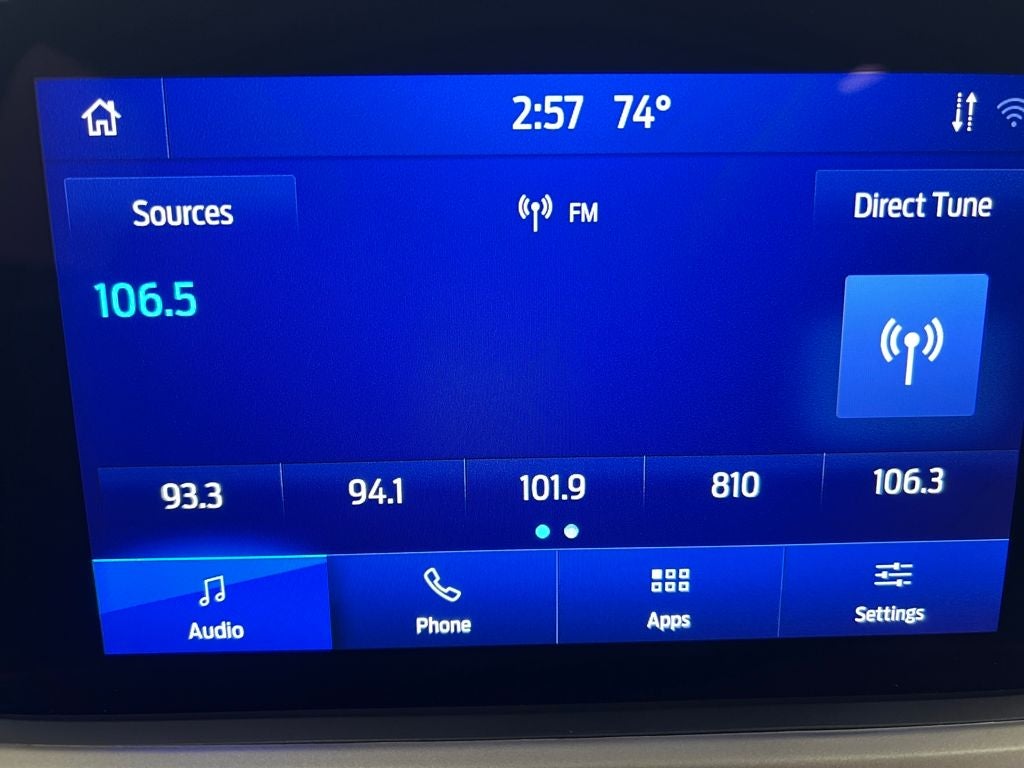 2:57 74°
Sources FM Direct Tune
106.5
93.3 94.1 101.9 810 106.3
Audio Phone Apps Settings